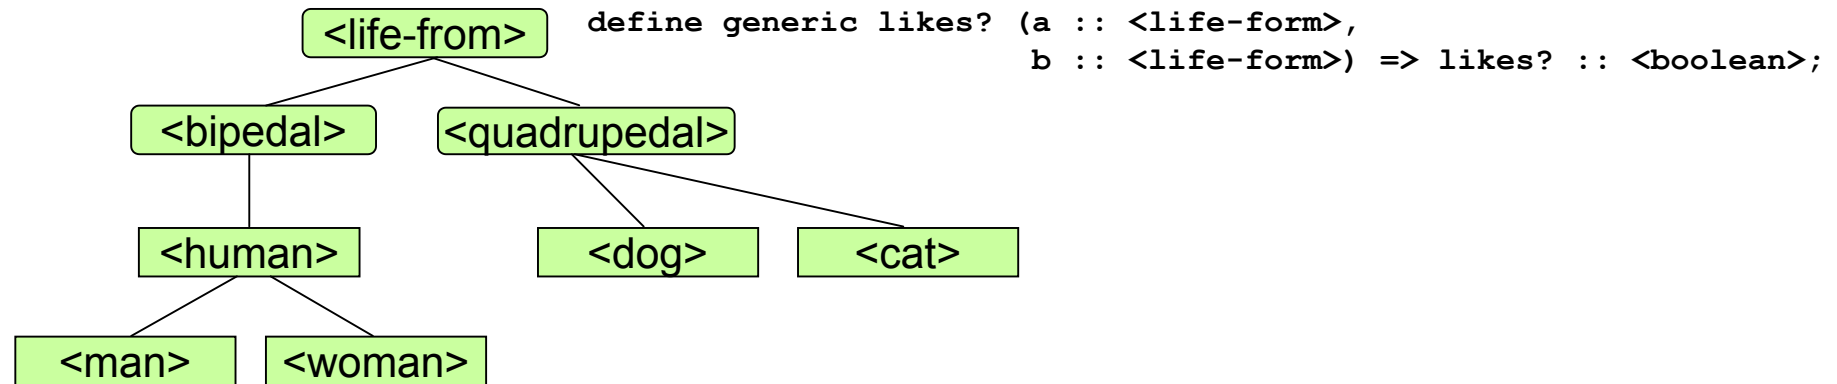 <life-from>
define generic likes? (a :: <life-form>,
b :: <life-form>) => likes? :: <boolean>;
<bipedal>
<quadrupedal>
<human>
<dog>
<cat>
<man>
<woman>